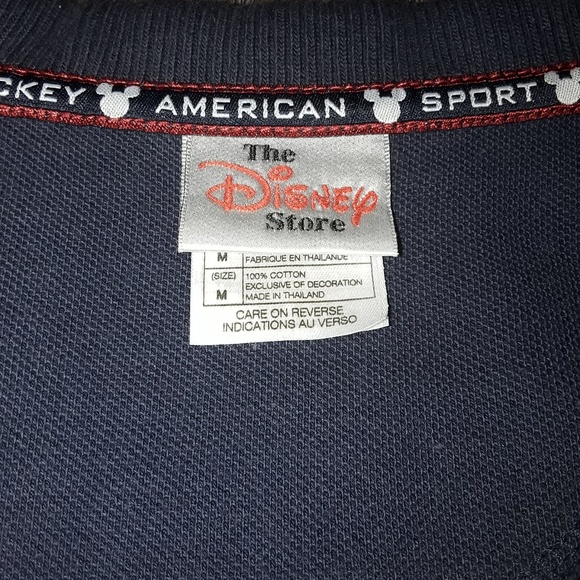 CKEY AMERICAN SPORT
The
Disney
Store
M FABRIQUE EN THAILANDE
(SIZE) 100% COTTON
EXCLUSIVE OF DECORATION
M MADE IN THAILAND
CARE ON REVERSE
INDICATIONS AU VERSO